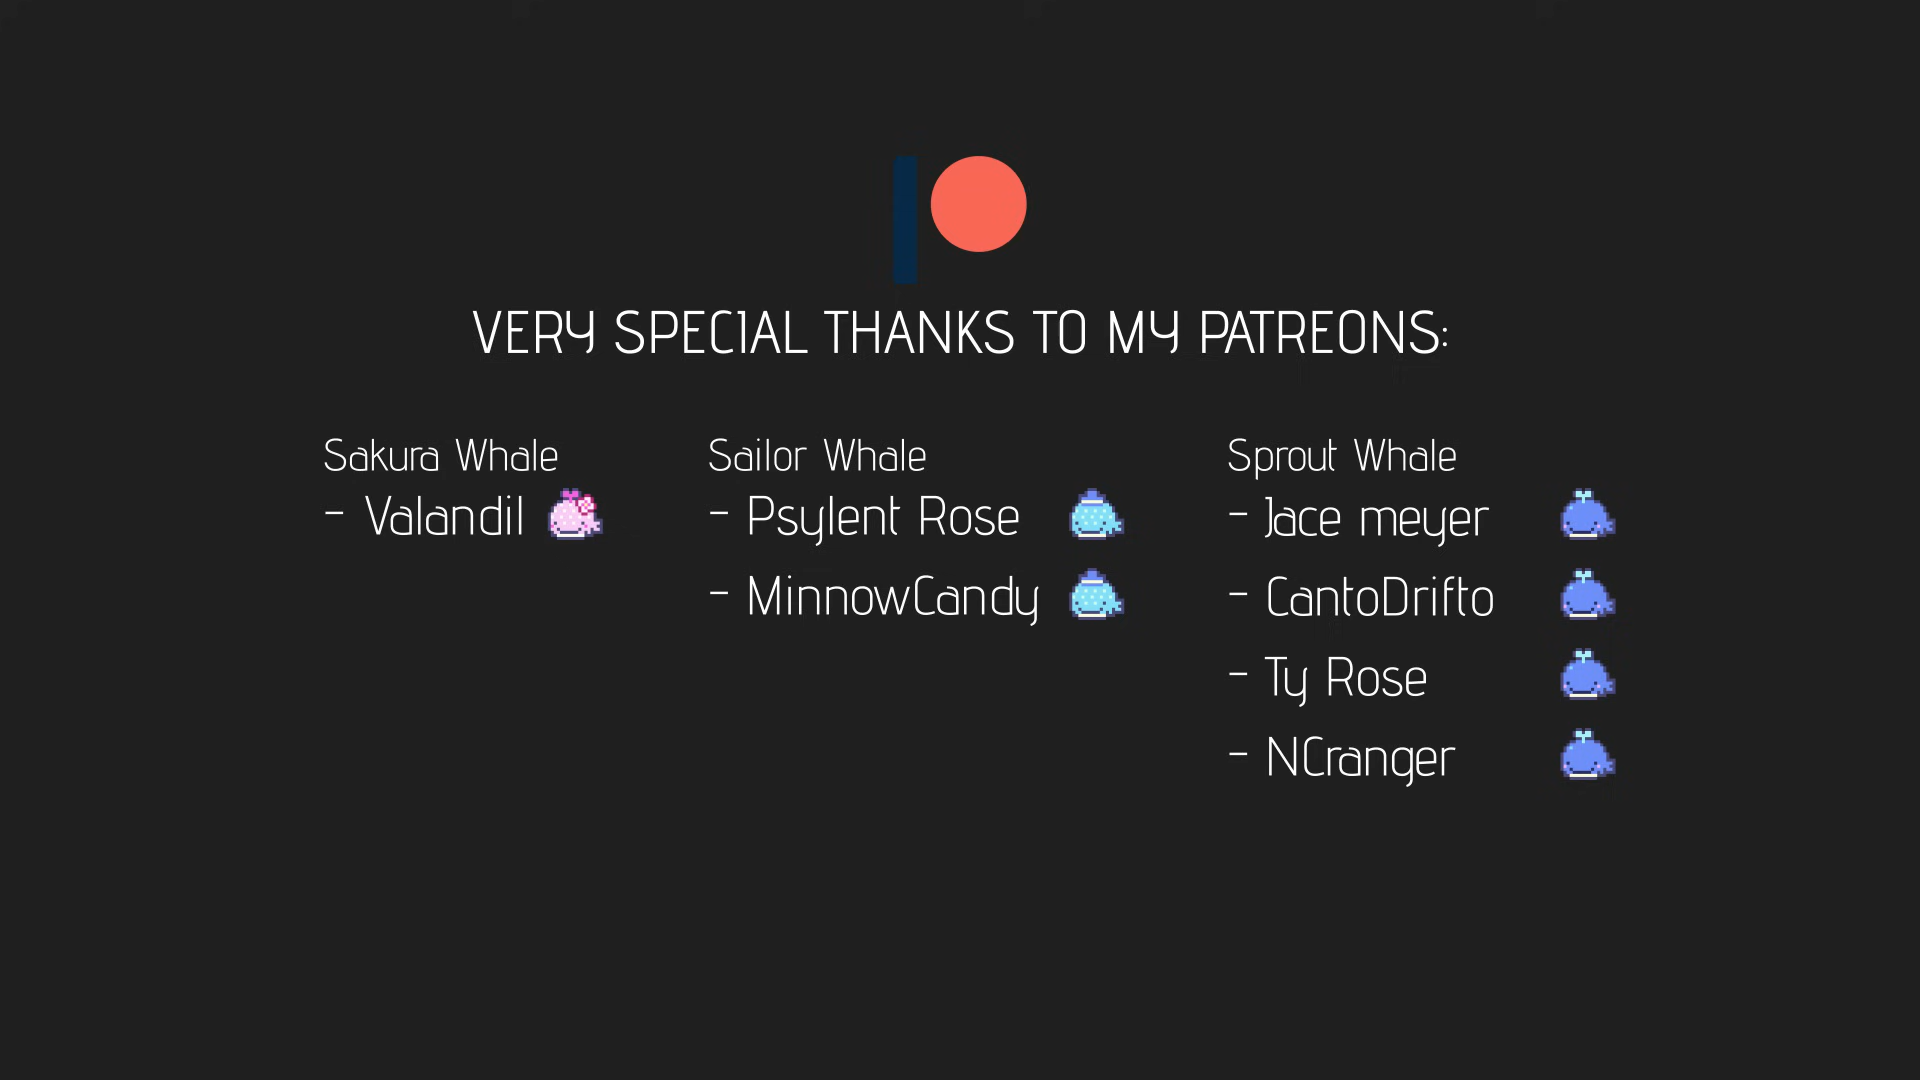 VERY SPECIAL THANKS TO MY PATREONS:
Sakura Whale
- Valandil
Sailor Whale
- Psylent Rose
- MinnowCandy
Sprout Whale
- Jace meyer
- CantoDrifto
- Ty Rose
- NCranger